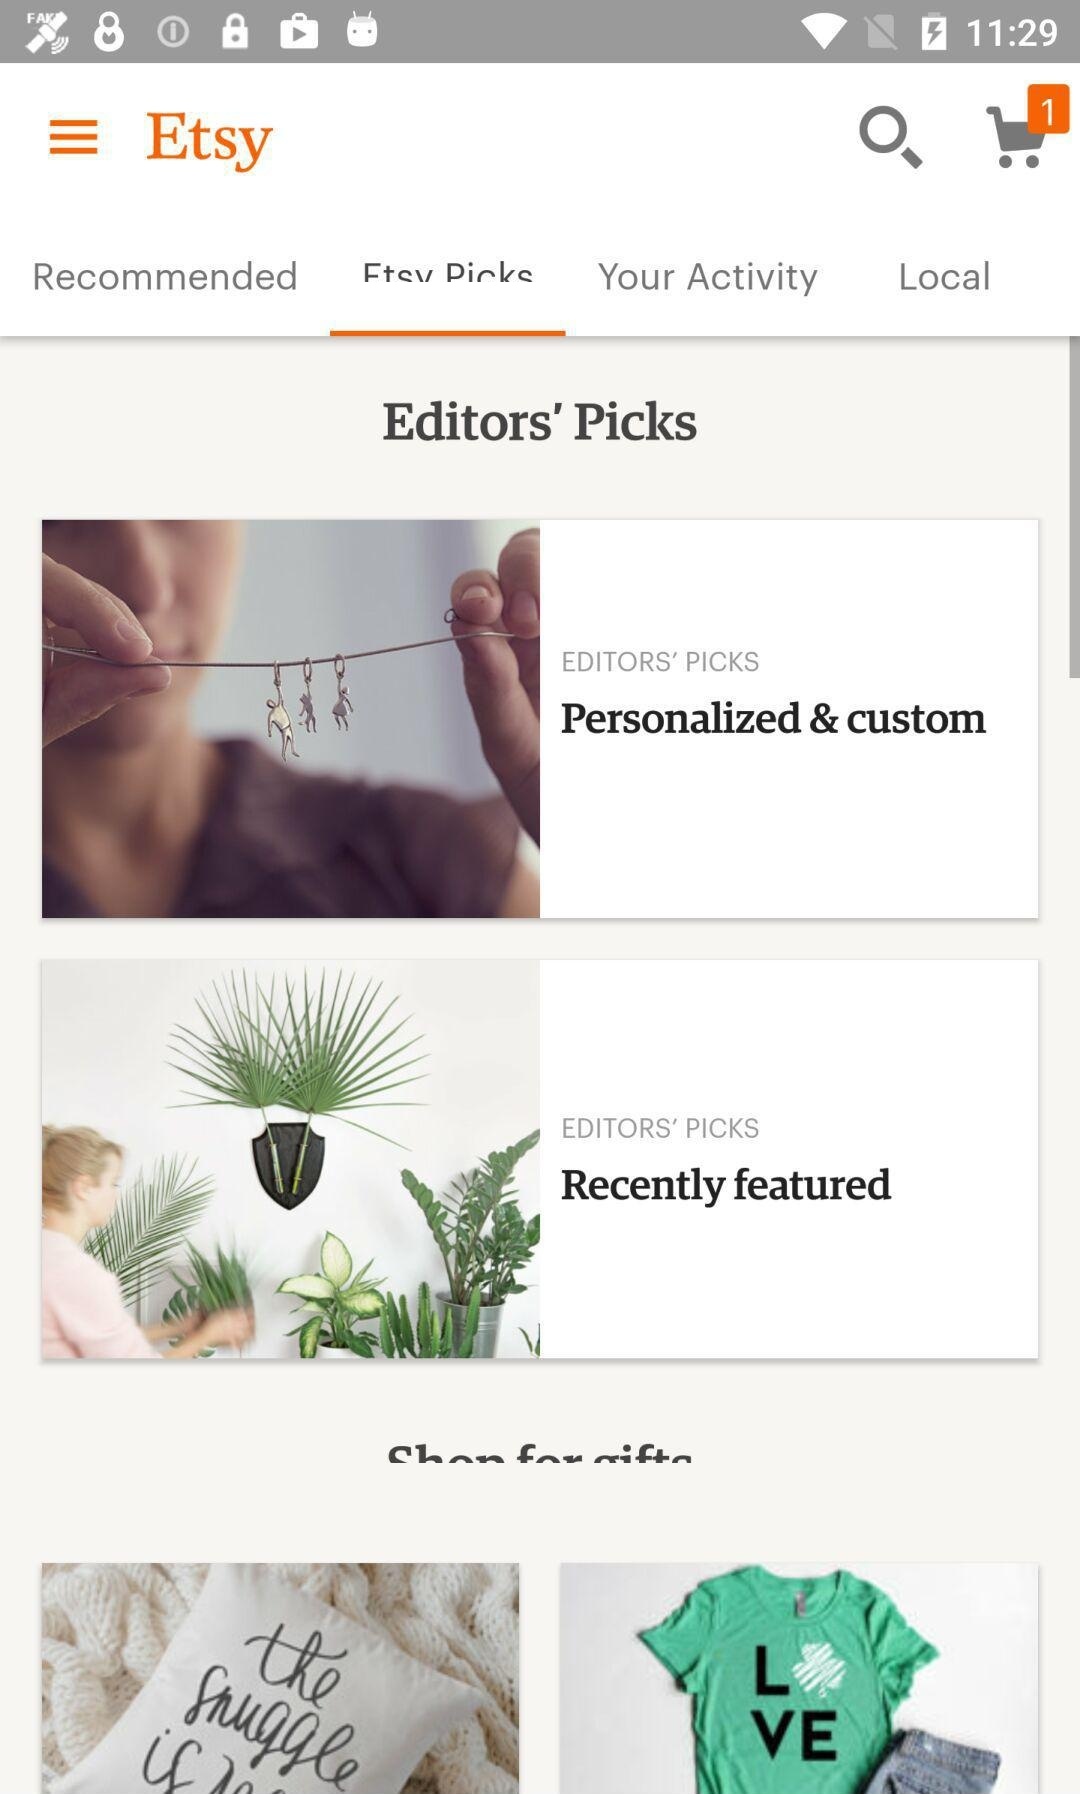 FAKE
11:29
Etsy
1
Recommended
Etsy Picks
Your Activity
Local
Editors’ Picks
EDITORS’ PICKS
Personalized & custom
EDITORS’ PICKS
Recently featured
Shop for gifts
the
snuggle
is
L
VE